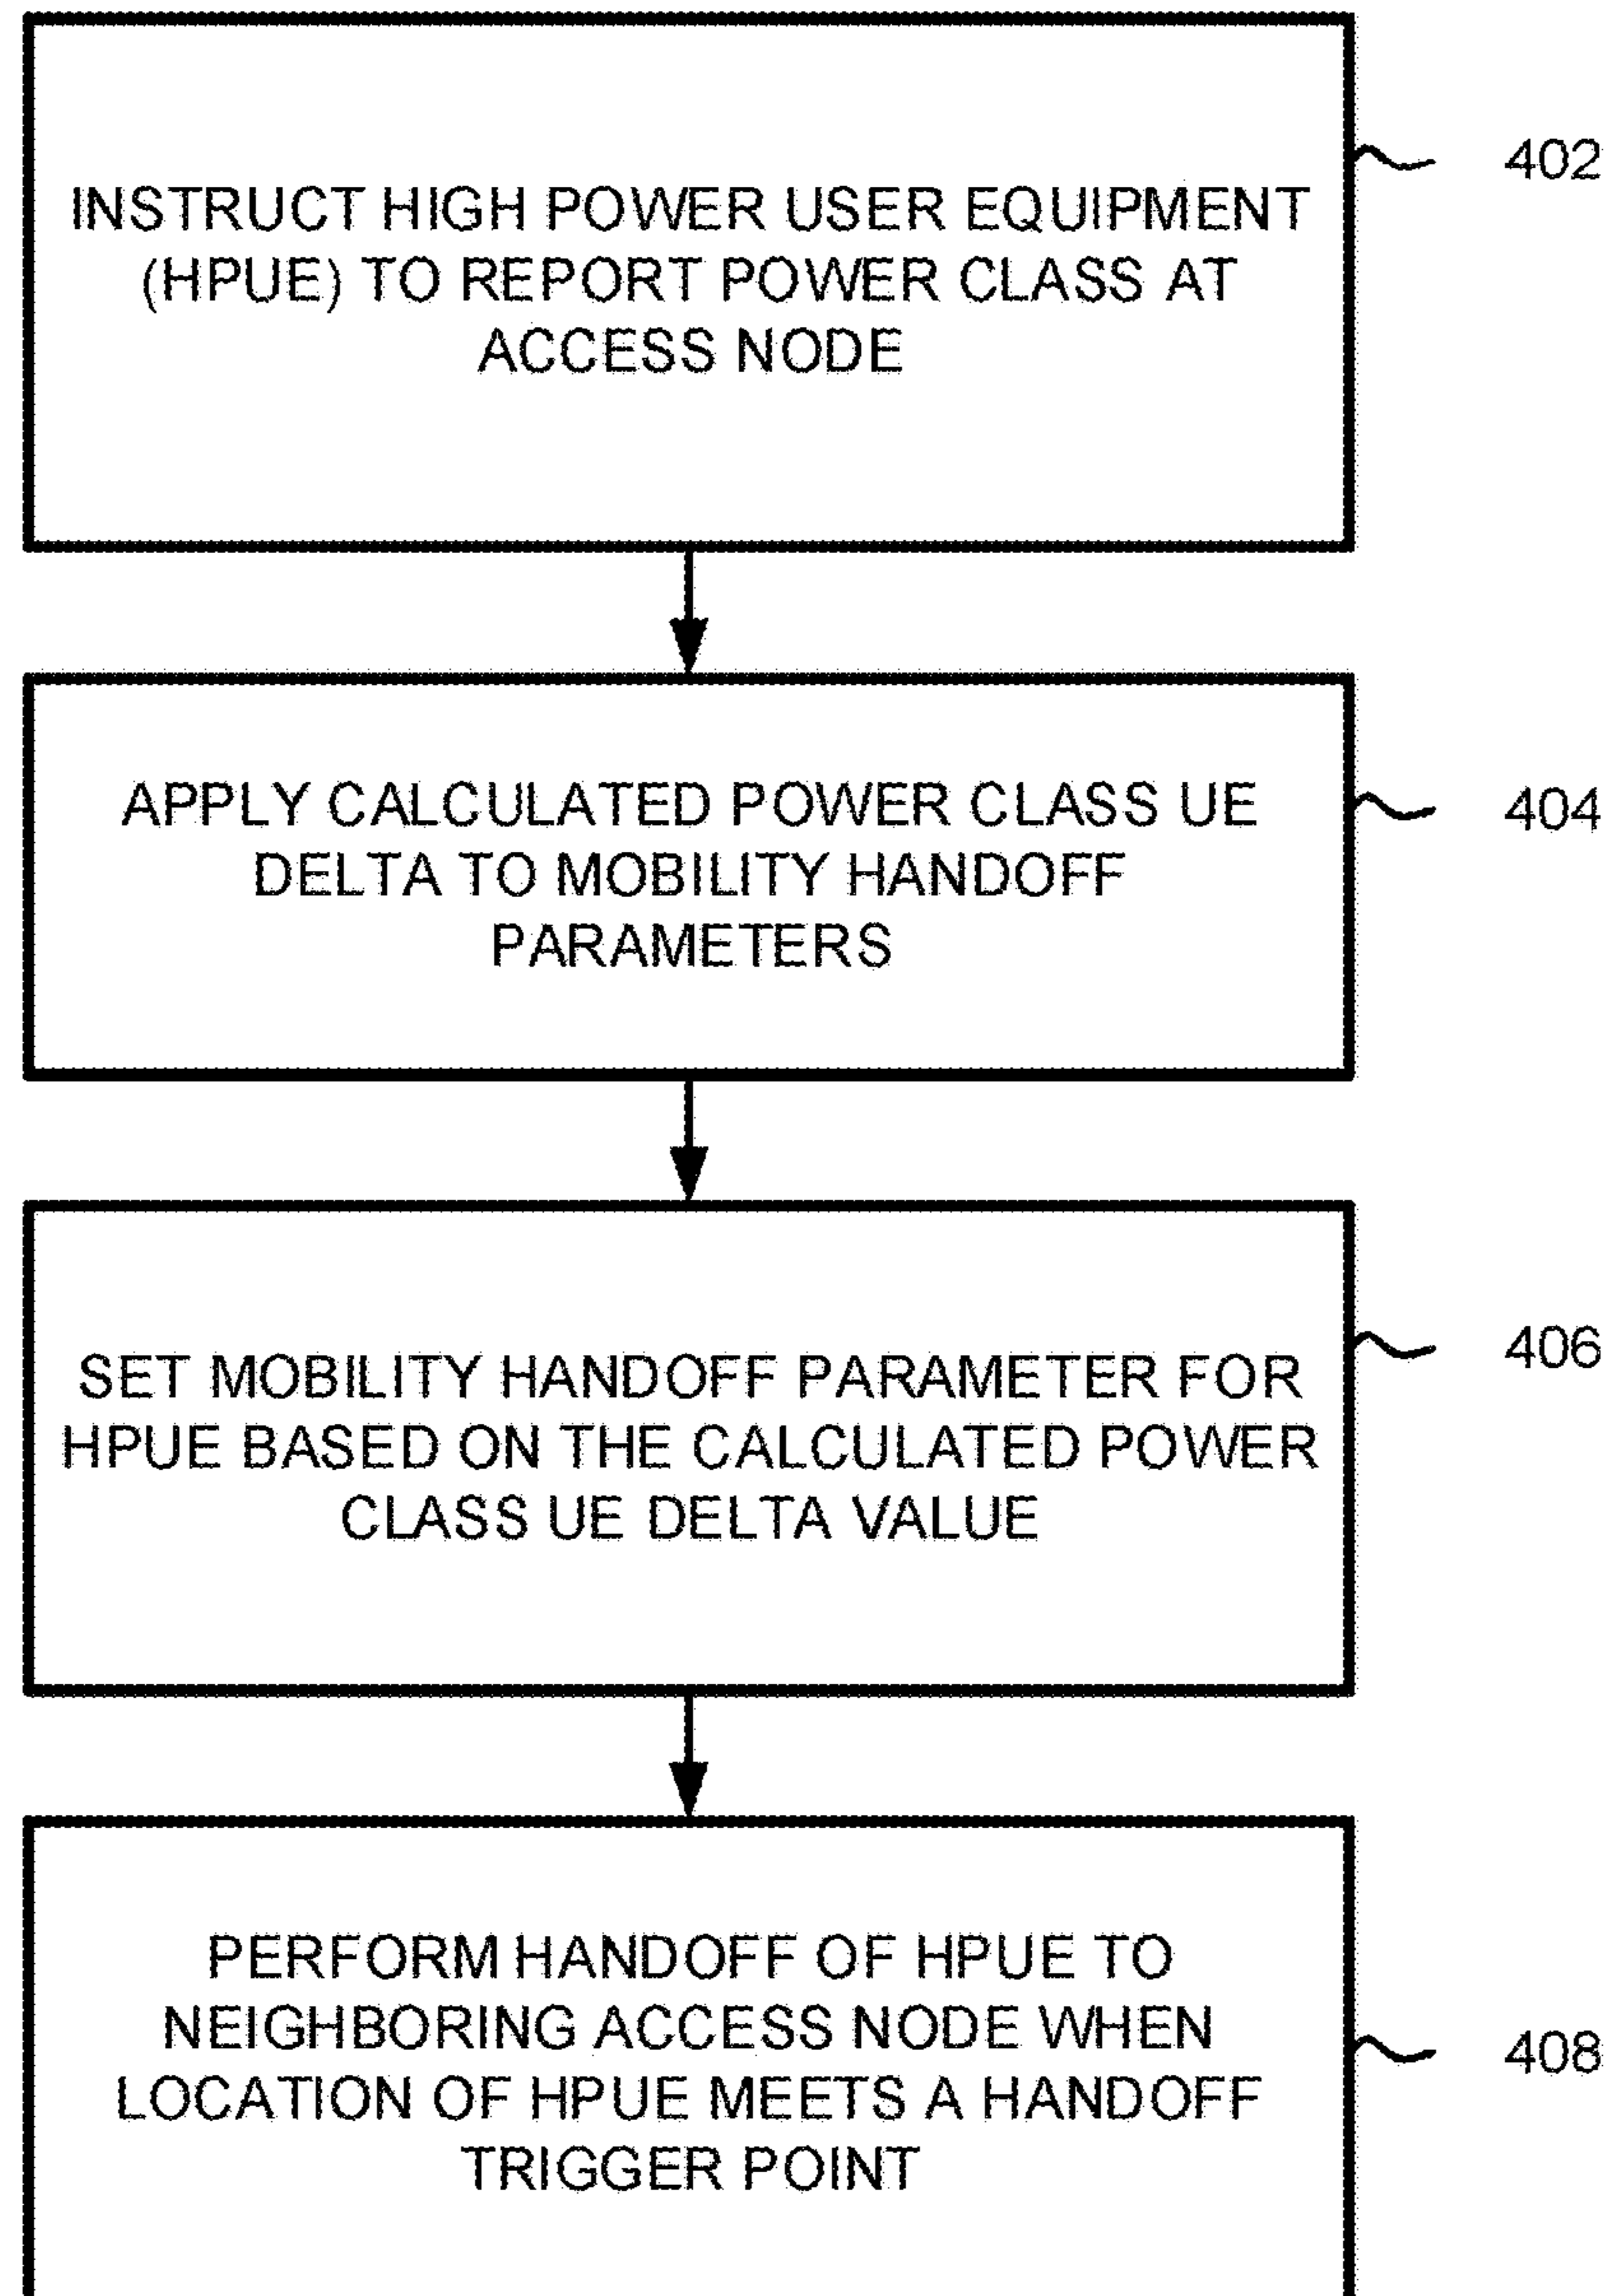 INSTRUCT HIGH POWER USER EQUIPMENT
(HPUE) TO REPORT POWER CLASS AT
ACCESS NODE
402
APPLY CALCULATED POWER CLASS UE
DELTA TO MOBILITY HANDOFF
PARAMETERS
404
SET MOBILITY HANDOFF PARAMETER FOR
HPUE BASED ON THE CALCULATED POWER
CLASS UE DELTA VALUE
406
PERFORM HANDOFF OF HPUE TO
NEIGHBORING ACCESS NODE WHEN
LOCATION OF HPUE MEETS A HANDOFF
TRIGGER POINT
408